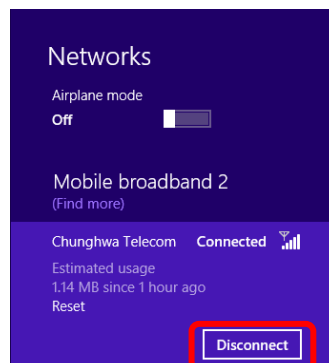 Networks
Airplane mode
Off
Mobile broadband 2
(Find more)
Chunghwa Telecom Connected
Estimated usage
1.14 MB since 1 hour ago
Reset
Disconnect